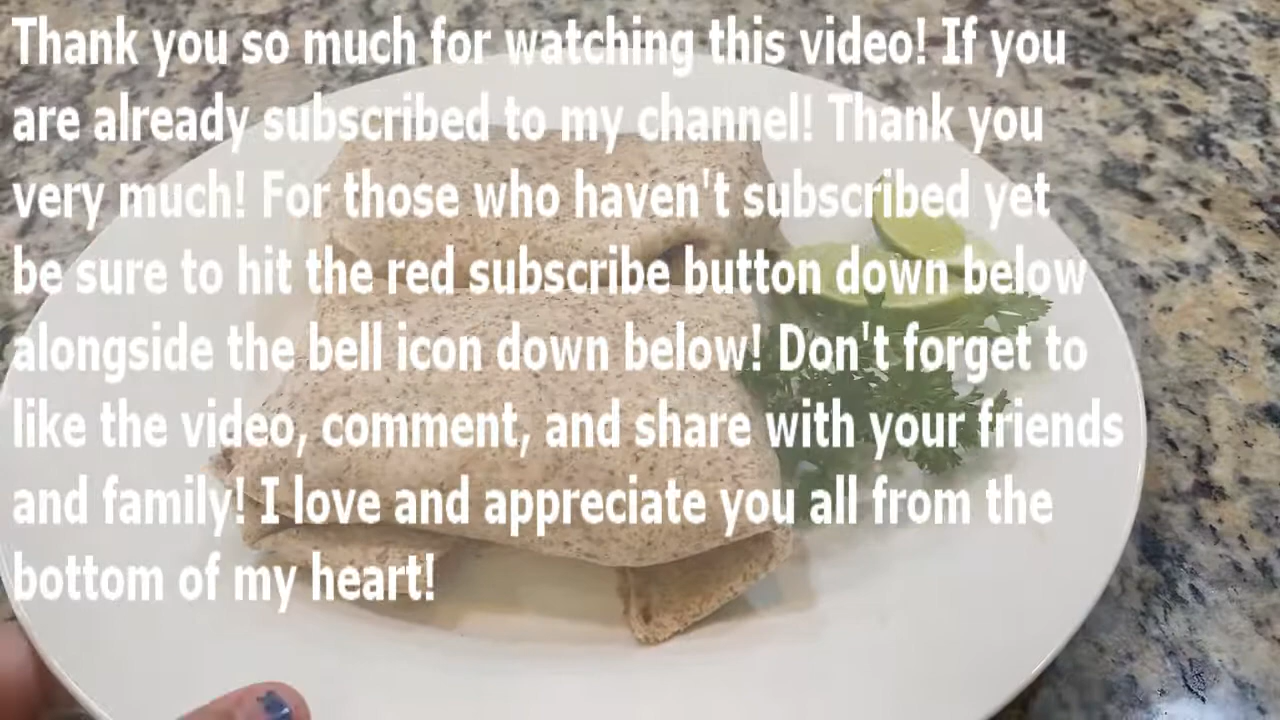 Thank you so much for watching this video! If you
are already subscribed to my channel! Thank you
very much! For those who haven't subscribed yet
be sure to hit the red subscribe button down below
alongside the bell icon down below! Don't forget to
like the video, comment, and share with your friends
and family! I love and appreciate you all from the
bottom of my heart!